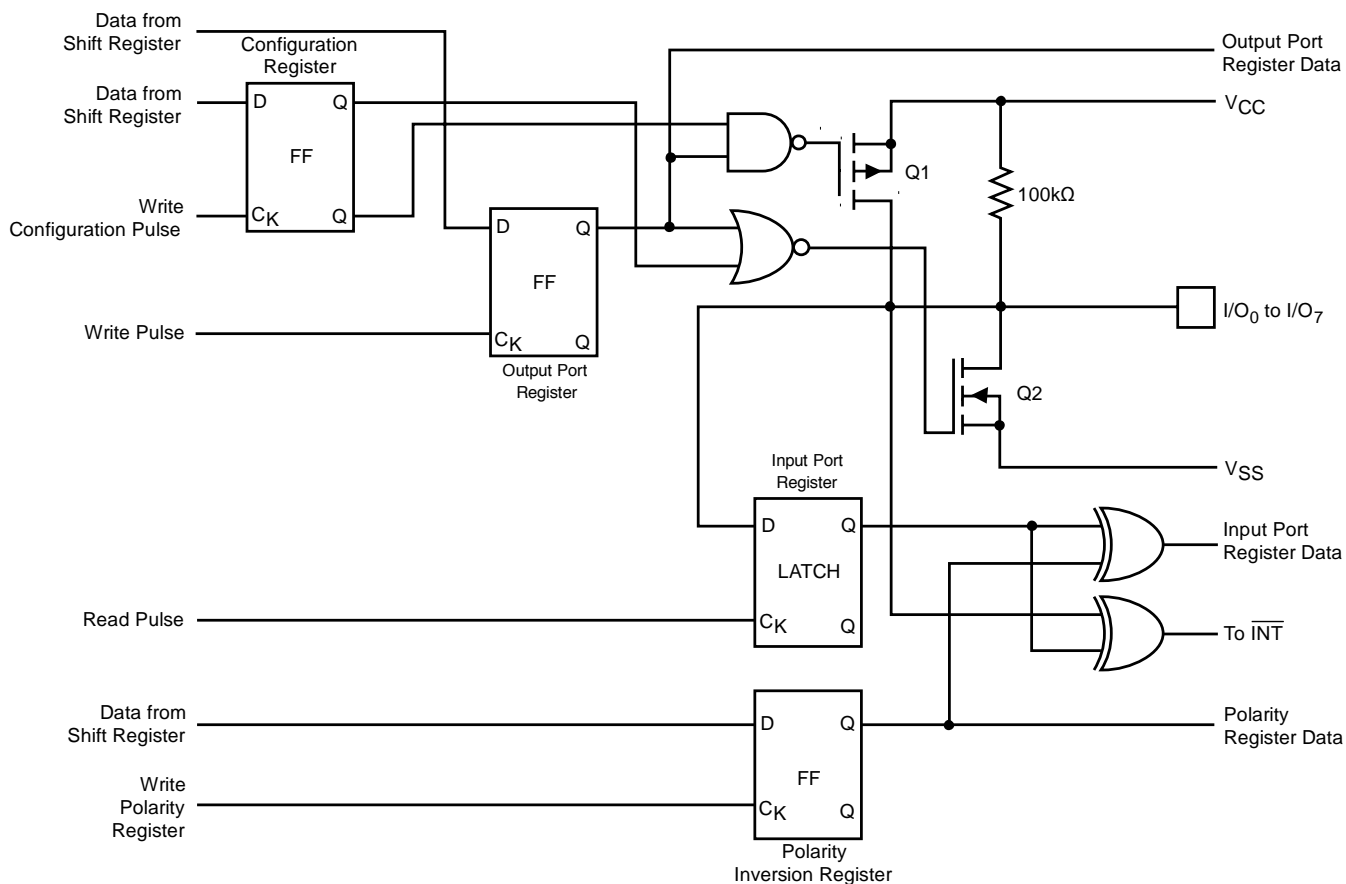 Data from
Shift Register
Configuration
Register
Output Port
Register Data
Data from
Shift Register
D
Q
VCC
FF
Q1
100kΩ
Write
Configuration Pulse
CK
Q
D
Q
FF
I/O0 to I/O7
Write Pulse
CK
Q
Output Port
Register
Q2
Input Port
Register
VSS
D
Q
Input Port
Register Data
LATCH
Read Pulse
CK
Q
To INT
Data from
Shift Register
D
Q
Polarity
Register Data
FF
Write
Polarity
Register
CK
Q
Polarity
Inversion Register